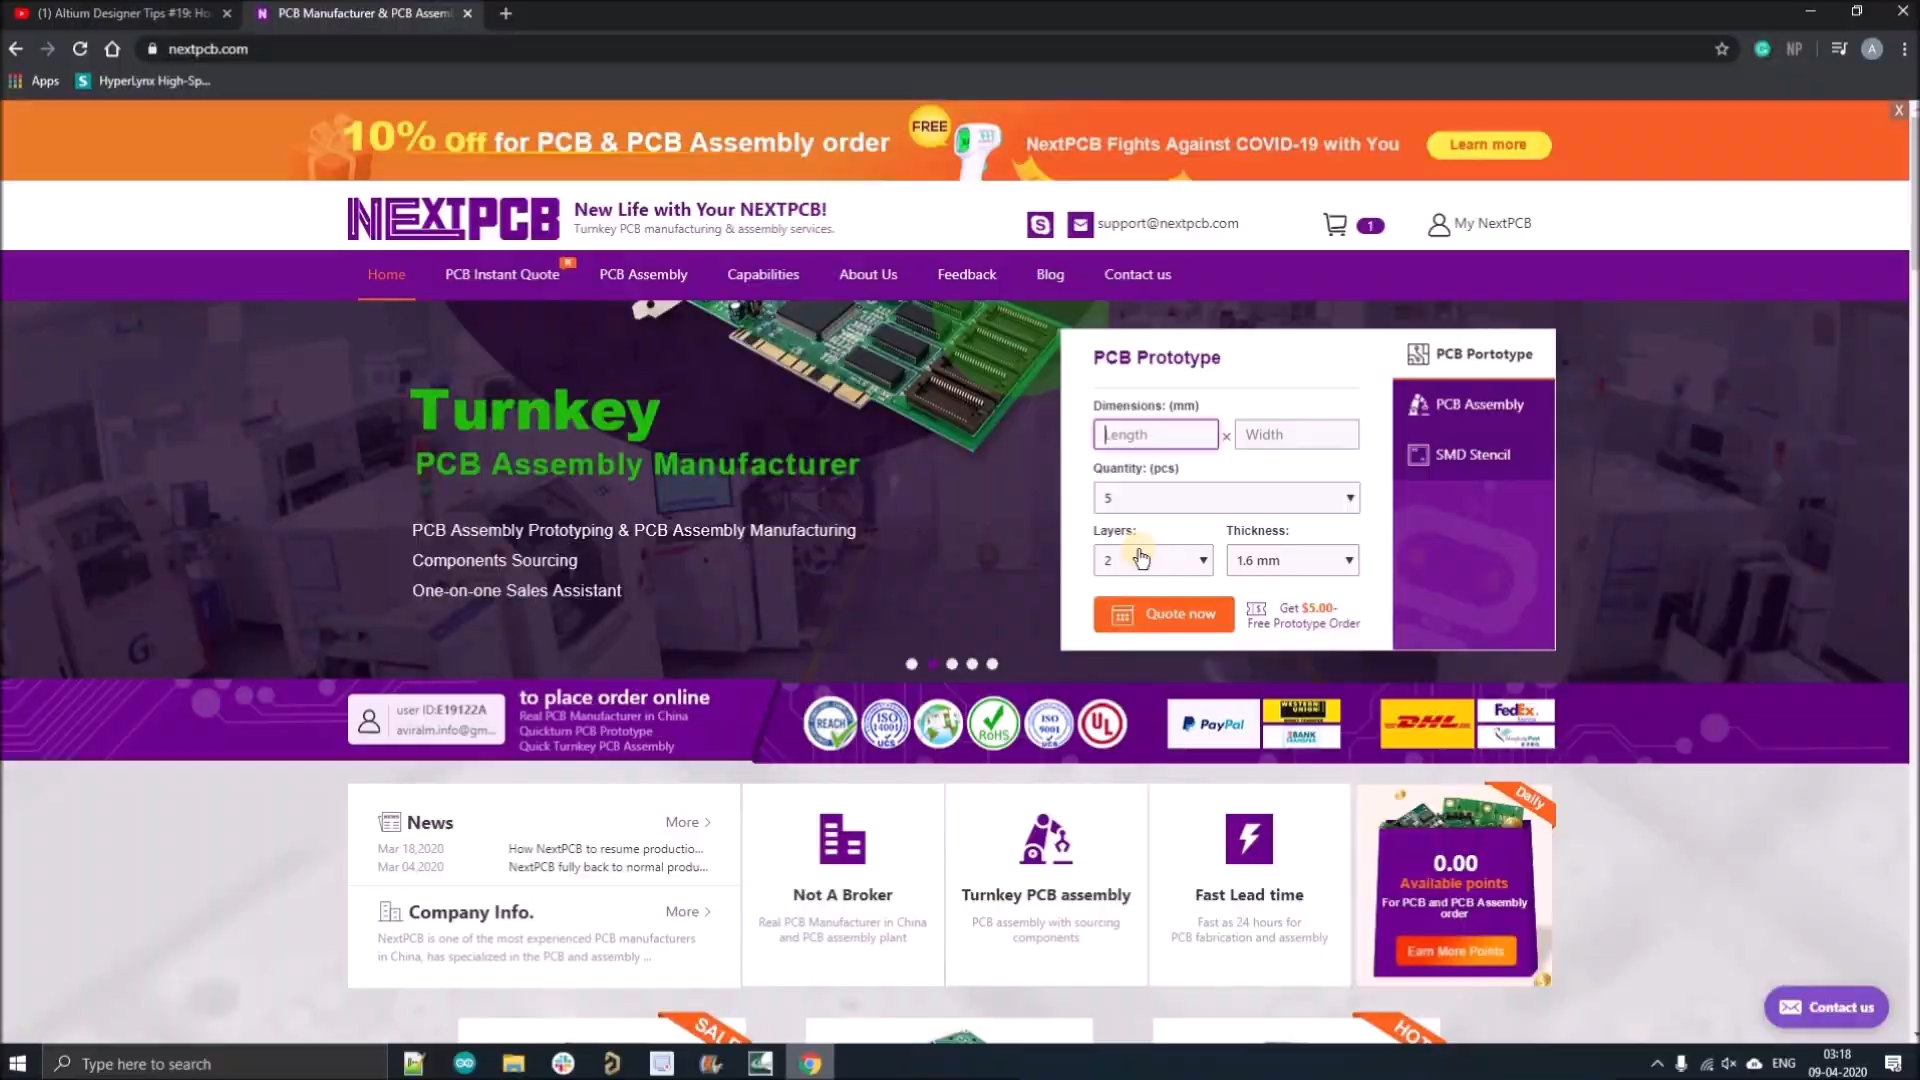 (1) Altium Designer Tips #19: Ho
PCB Manufacturer & PCB Assem
nextpcb.com
NP
A
Apps
HyperLynx High-Sp...
10% Off for PCB & PCB Assembly order
FREE
NextPCB Fights Against COVID-19 with You
Learn more
X
NEXTPCB
New Life with Your NEXTPCB!
Turnkey PCB manufacturing & assembly services.
support@nextpcb.com
1
My NextPCB
Home
PCB Instant Quote
PCB Assembly
Capabilities
About Us
Feedback
Blog
Contact us
Turnkey
PCB Assembly Manufacturer
PCB Assembly Prototyping & PCB Assembly Manufacturing
Components Sourcing
One-on-one Sales Assistant
PCB Prototype
Dimensions: (mm)
Length
x
Width
Quantity: (pcs)
5
Layers:
Thickness:
2
1.6 mm
Quote now
Get $5.00-
Free Prototype Order
PCB Portotype
PCB Assembly
SMD Stencil
user ID:E19122A
aviralm.info@gm...
to place order online
Real PCB Manufacturer in China
Quickturn PCB Prototype
Quick Turnkey PCB Assembly
REACH
ISO 14001
UCS
RoHS
ISO 9001
UCS
UL
PayPal
WESTERN UNION
BANK TRANSFER
DHL
FedEx
News
More >
Mar 18,2020
How NextPCB to resume productio...
Mar 04,2020
NextPCB fully back to normal produ...
Company Info.
More >
NextPCB is one of the most experienced PCB manufacturers
in China, has specialized in the PCB and assembly ...
Not A Broker
Real PCB Manufacturer in China
and PCB assembly plant
Turnkey PCB assembly
PCB assembly with sourcing
components
Fast Lead time
Fast as 24 hours for
PCB fabrication and assembly
Daily
0.00
Available points
For PCB and PCB Assembly
order
Earn More Points
SALE
HOT
Contact us
Type here to search
ENG
03:18
09-04-2020